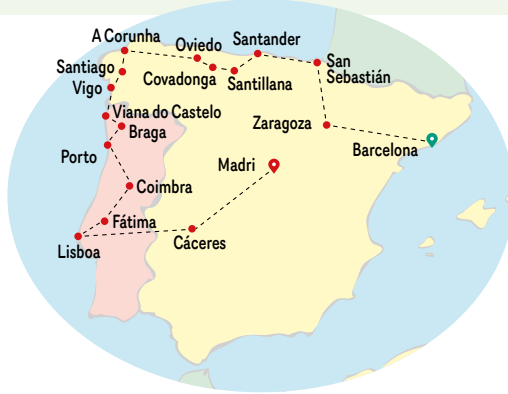 A Corunha
Oviedo
Santander
San
Sebastián
Santiago
Covadonga
Santillana
Vigo
Viana do Castelo
Braga
Zaragoza
Barcelona
Porto
Madri
Coimbra
Fátima
Cáceres
Lisboa